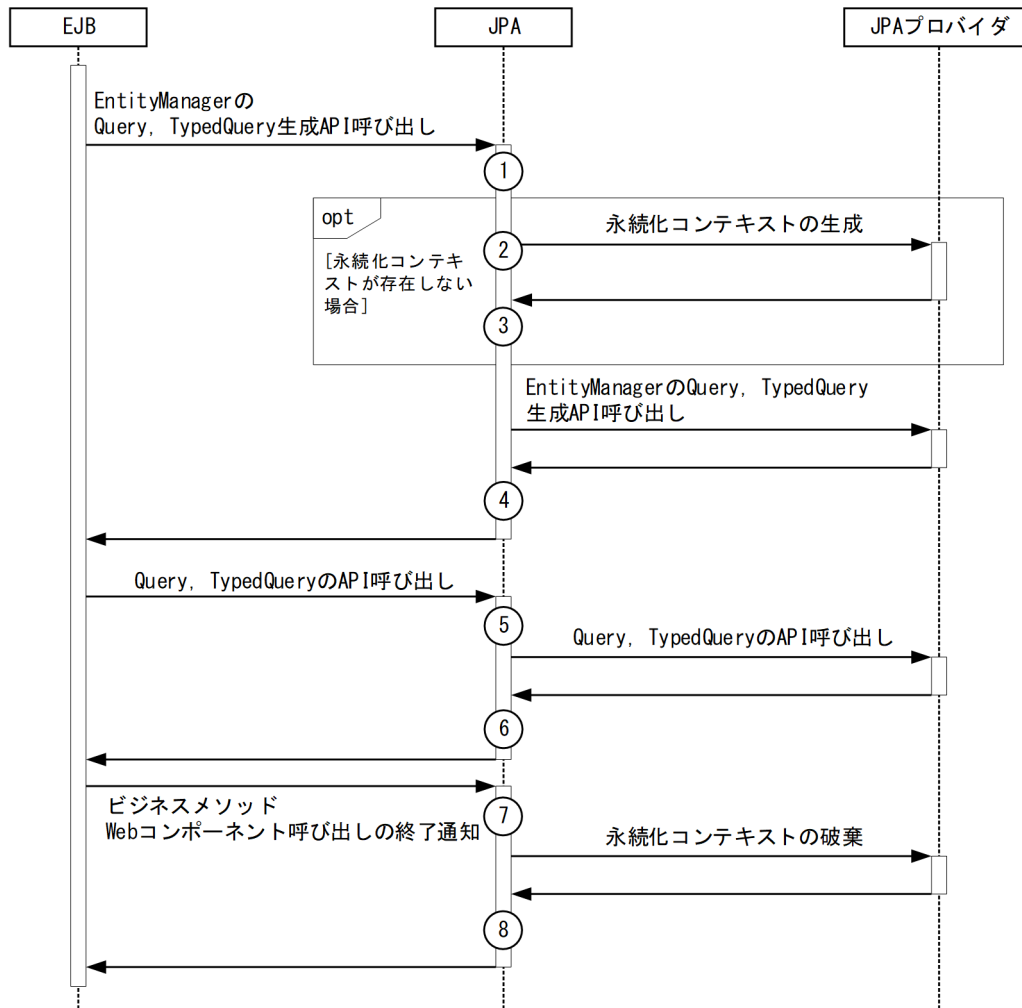 EJB
JPA
JPAプロバイダ
EntityManagerの
Query, TypedQuery生成API呼び出し
1
opt
永続化コンテキストの生成
2
[永続化コンテキ
ストが存在しない
場合]
3
EntityManagerのQuery, TypedQuery
生成API呼び出し
4
Query, TypedQueryのAPI呼び出し
5
Query, TypedQueryのAPI呼び出し
6
ビジネスメソッド
Webコンポーネント呼び出しの終了通知
7
永続化コンテキストの破棄
8